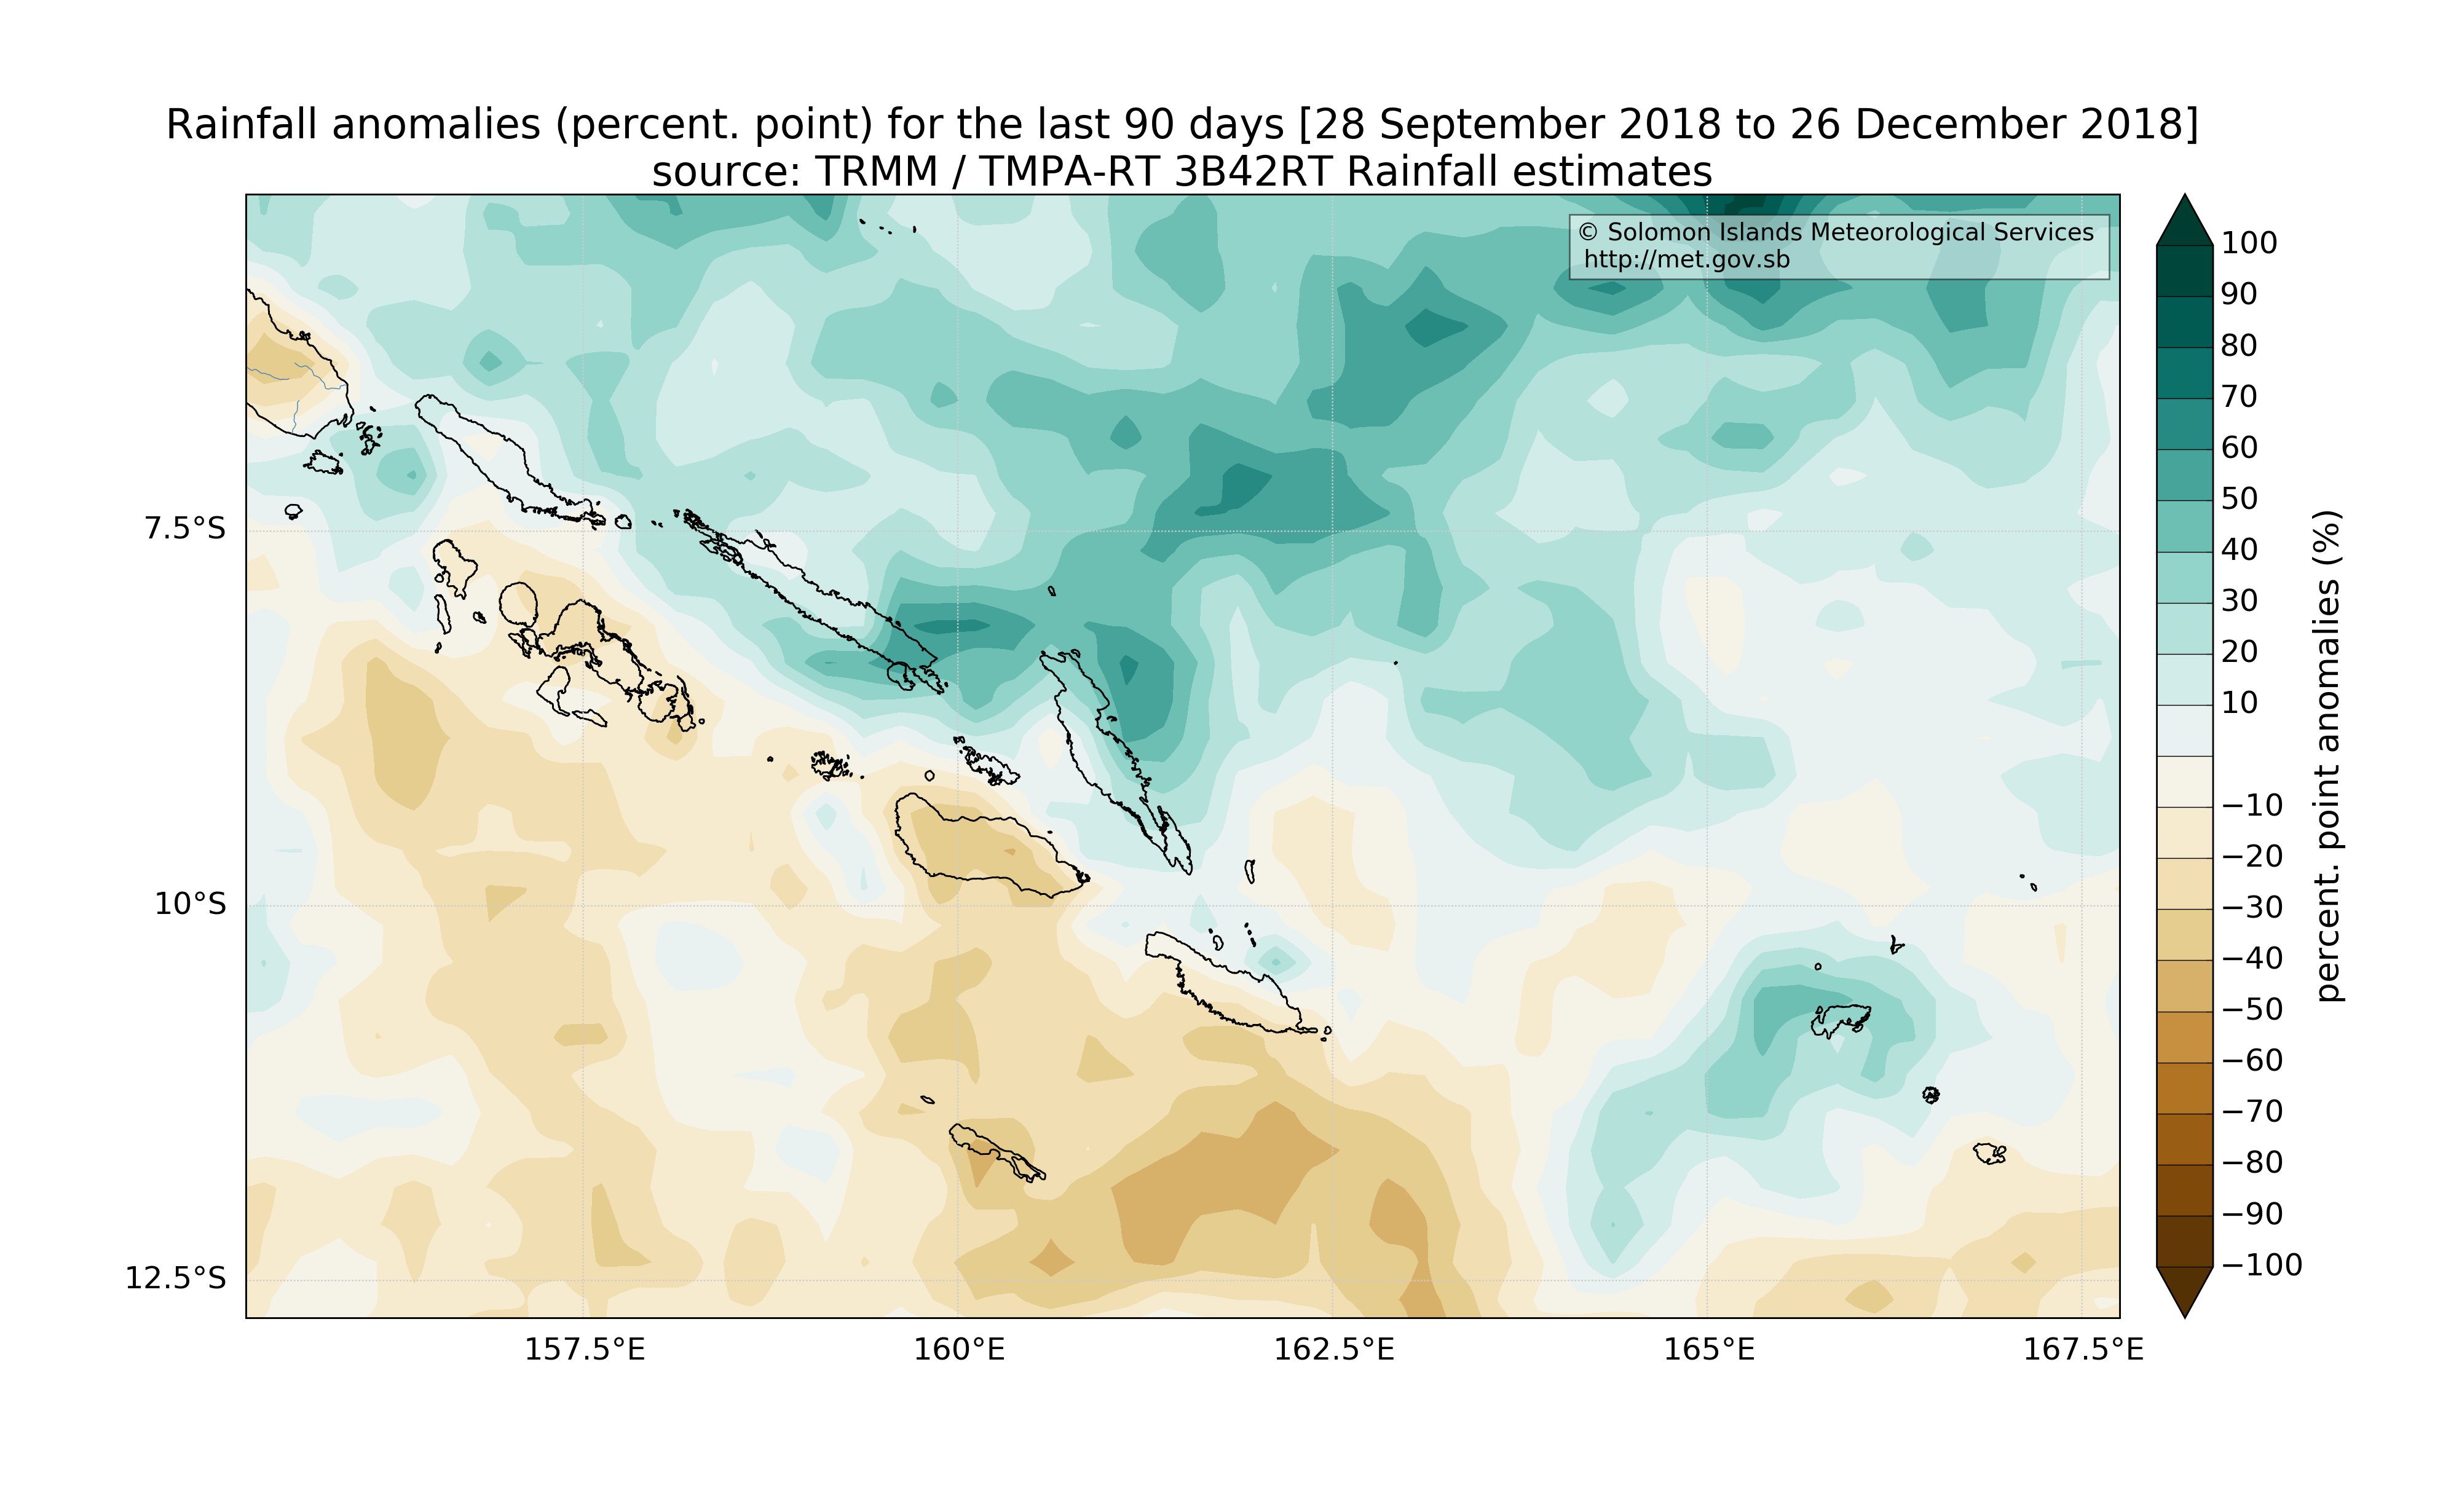 Rainfall anomalies (percent. point) for the last 90 days [28 September 2018 to 26 December 2018]
source: TRMM / TMPA-RT 3B42RT Rainfall estimates
© Solomon Islands Meteorological Services
http://met.gov.sb
7.5°S
10°S
12.5°S
157.5°E
160°E
162.5°E
165°E
167.5°E
100
90
80
70
60
50
40
30
20
10
−10
−20
−30
−40
−50
−60
−70
−80
−90
−100
percent. point anomalies (%)